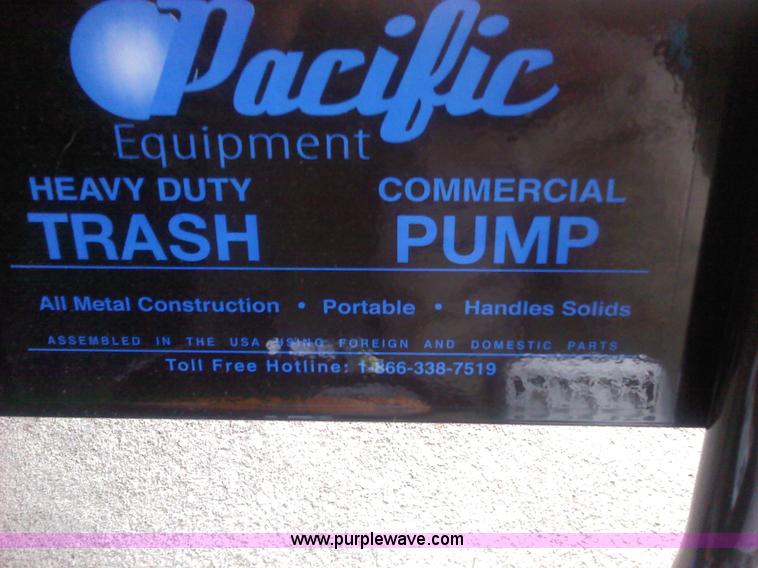 Pacific
Equipment
HEAVY DUTY COMMERCIAL
TRASH PUMP
All Metal Construction • Portable • Handles Solids
ASSEMBLED IN THE USA USING FOREIGN AND DOMESTIC PARTS
Toll Free Hotline: 1-866-338-7519
www.purplewave.com